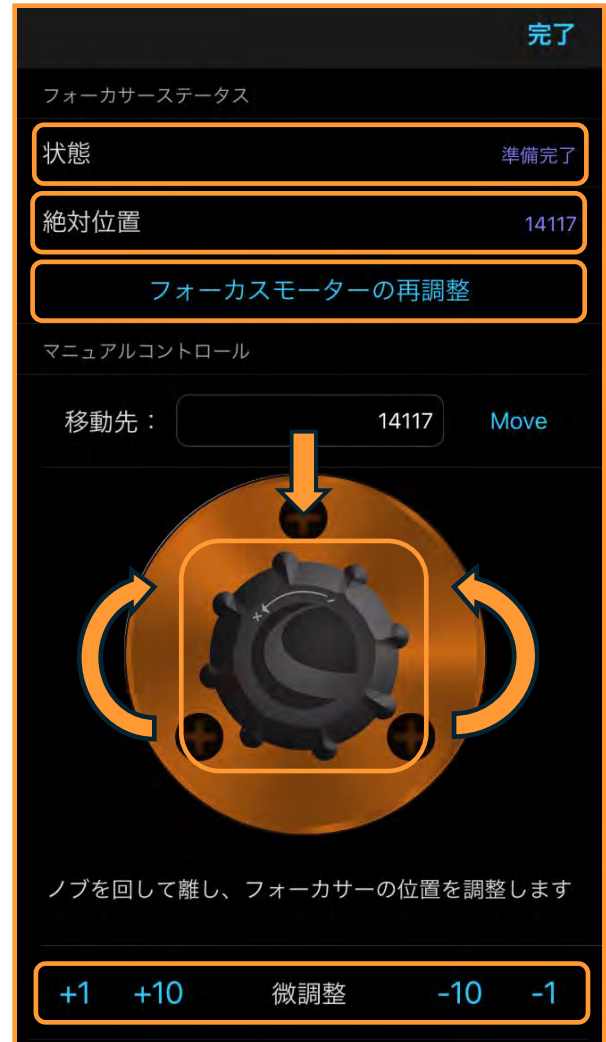 完了
フォーカサーステータス
状態 準備完了
絶対位置 14117
フォーカスモーターの再調整
マニュアルコントロール
移動先： 14117 Move
+ -
ノブを回して離し、フォーカサーの位置を調整します
+1 +10 微調整 -10 -1